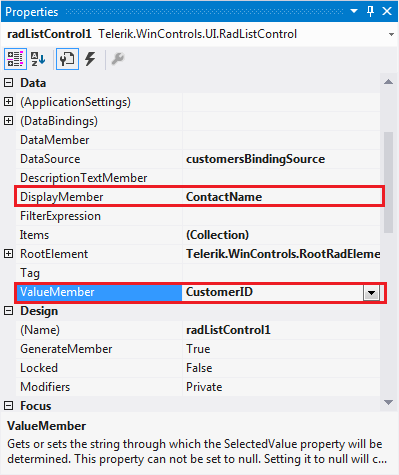 Properties
radListControl1 Telerik.WinControls.UI.RadListControl
Data
(ApplicationSettings)
(DataBindings)
DataMember
DataSource customersBindingSource
DescriptionTextMember
DisplayMember ContactName
FilterExpression
Items (Collection)
RootElement Telerik.WinControls.RootRadEleme
Tag
ValueMember CustomerID
Design
(Name) radListControl1
GenerateMember True
Locked False
Modifiers Private
Focus
ValueMember
Gets or sets the string through which the SelectedValue property will be
determined. This property can not be set to null. Setting it to null will c...